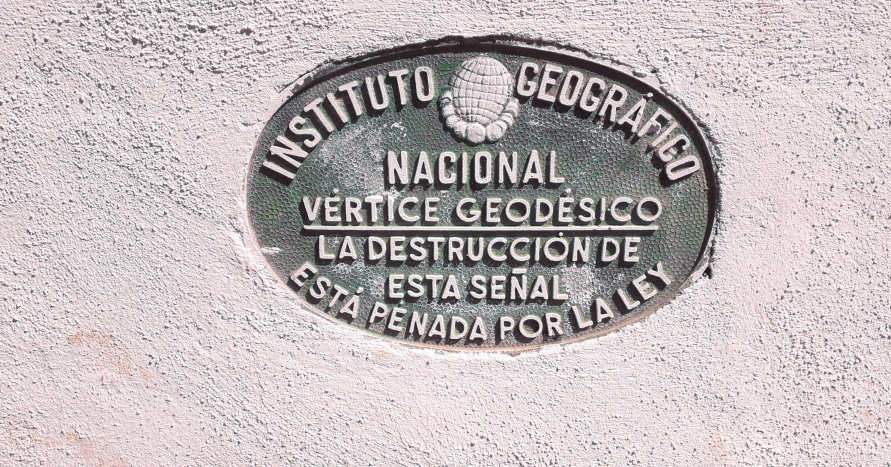 INSTITUTO GEOGRÁFICO
NACIONAL
VÉRTICE GEODÉSICO
LA DESTRUCCIÓN DE
ESTA SEÑAL
ESTÁ PENADA POR LA LEY